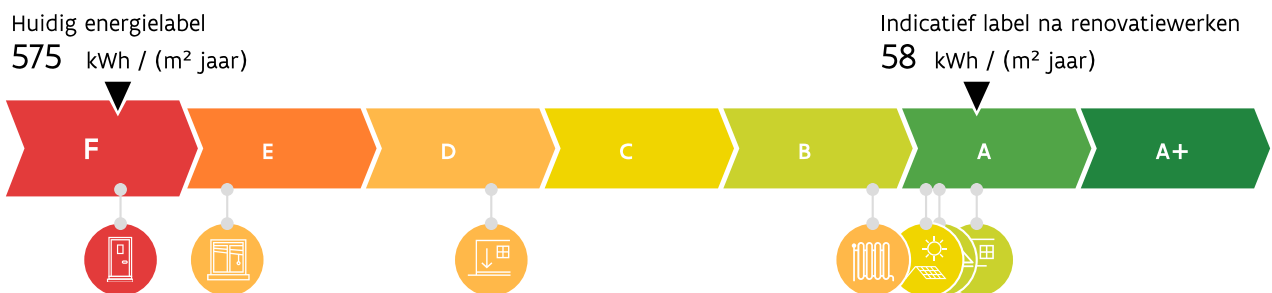 Huidig energielabel
575 kWh / (m² jaar)
Indicatief label na renovatiewerken
58 kWh / (m² jaar)
F E D C B A A+